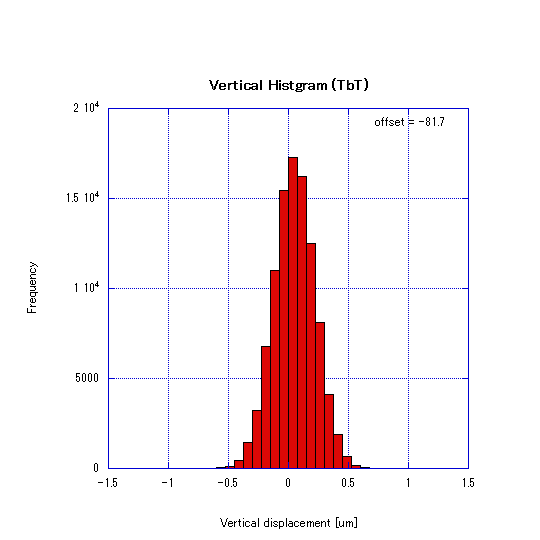 Vertical Histgram (TbT)
2 10⁴
offset = -81.7
1.5 10⁴
1 10⁴
5000
0
-1.5 -1 -0.5 0 0.5 1 1.5
Frequency
Vertical displacement [um]